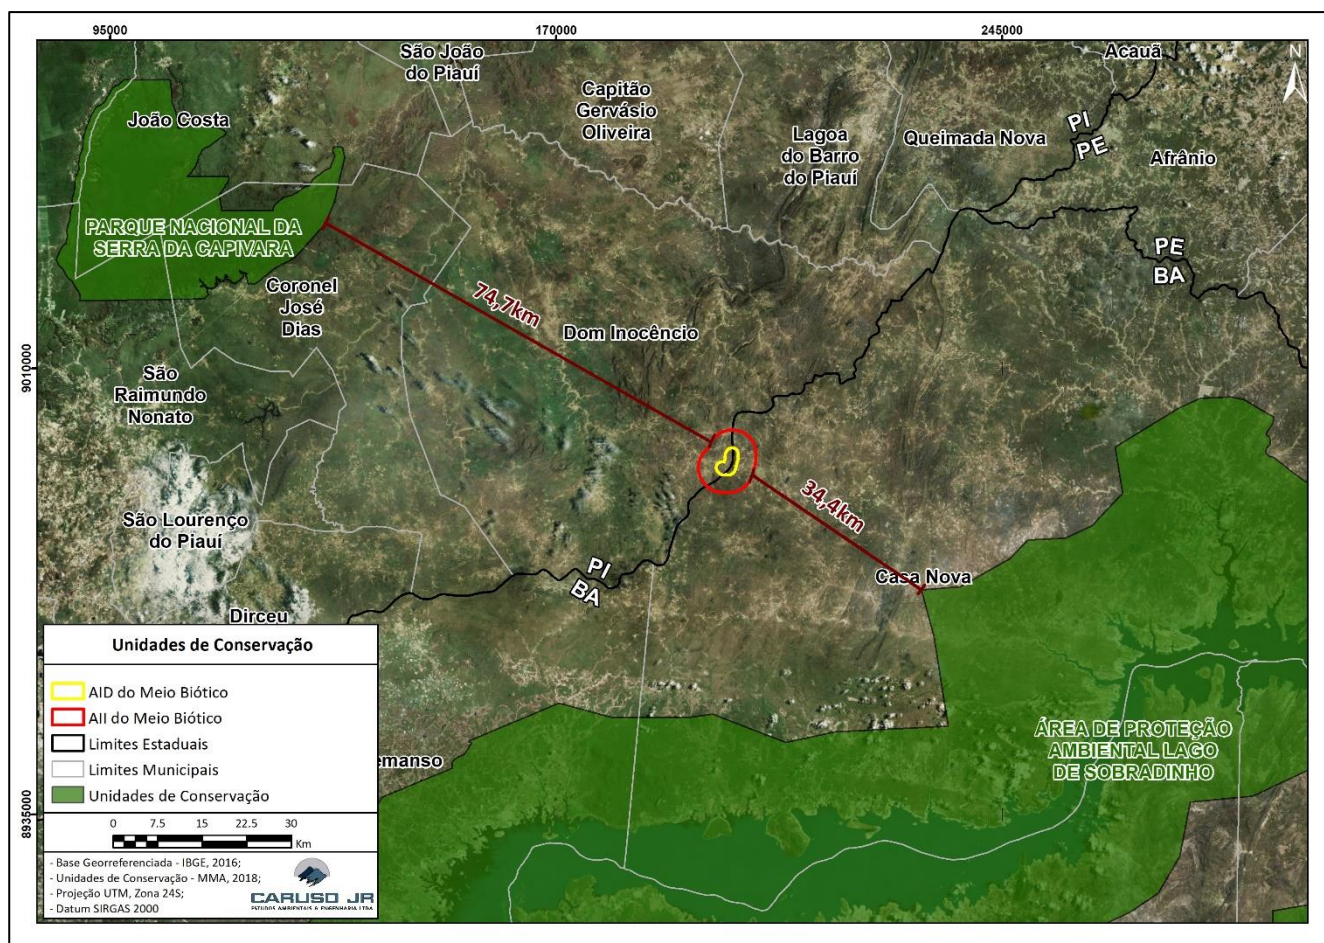 95000
170000
245000
N
São João
do Piauí
Acauã
João Costa
Capitão
Gervásio
Oliveira
Lagoa
do Barro
do Piauí
Queimada Nova
PI
PE
Afrânio
PARQUE NACIONAL DA
SERRA DA CAPIVARA
PE
BA
Coronel
José
Dias
74,7km
Dom Inocêncio
9010000
São
Raimundo
Nonato
34,4km
São Lourenço
do Piauí
PI
BA
Casa Nova
Dirceu
Unidades de Conservação
AID do Meio Biótico
AII do Meio Biótico
Limites Estaduais
Limites Municipais
Unidades de Conservação
emanso
ÁREA DE PROTEÇÃO
AMBIENTAL LAGO
DE SOBRADINHO
8935000
0 7.5 15 22.5 30
Km
- Base Georreferenciada - IBGE, 2016;
- Unidades de Conservação - MMA, 2018;
- Projeção UTM, Zona 24S;
- Datum SIRGAS 2000
CARUSO JR
ESTUDOS AMBIENTAIS & ENGENHARIA LTDA